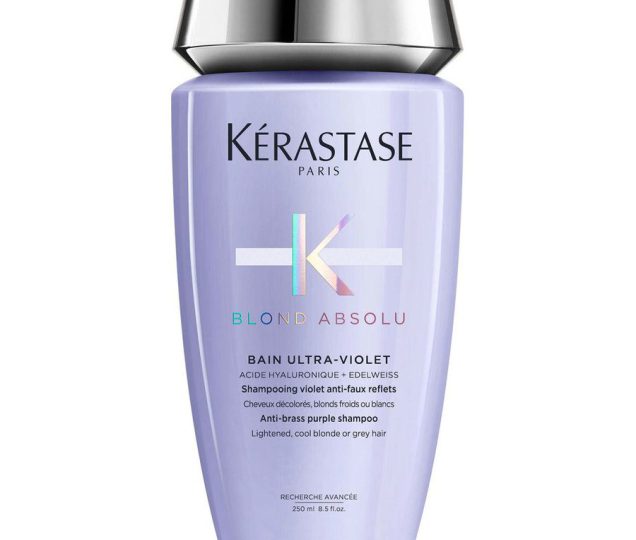 KÉRASTASE
PARIS
K
BLOND ABSOLU
BAIN ULTRA-VIOLET
ACIDE HYALURONIQUE + EDELWEISS
Shampooing violet anti-faux reflets
Cheveux décolorés, blonds froids ou blancs
Anti-brass purple shampoo
Lightened, cool blonde or grey hair
RECHERCHE AVANCÉE
250 ml 8.5 fl.oz.